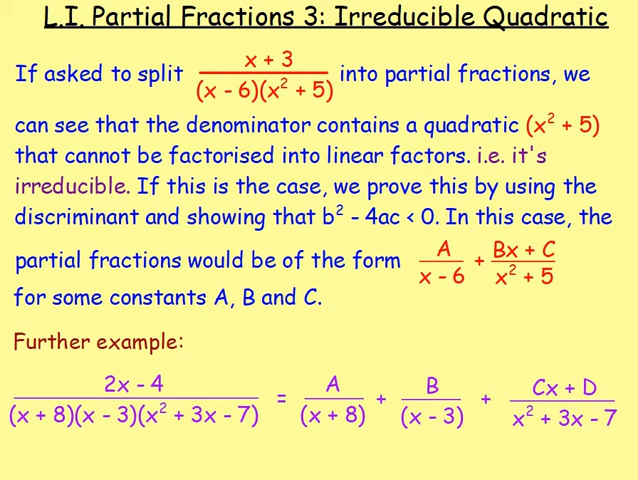 L.I. Partial Fractions 3: Irreducible Quadratic
If asked to split (x + 3)/((x - 6)(x² + 5)) into partial fractions, we
can see that the denominator contains a quadratic (x² + 5)
that cannot be factorised into linear factors. i.e. it's
irreducible. If this is the case, we prove this by using the
discriminant and showing that b² - 4ac < 0. In this case, the
partial fractions would be of the form A/(x - 6) + (Bx + C)/(x² + 5)
for some constants A, B and C.
Further example:
(2x - 4)/((x + 8)(x - 3)(x² + 3x - 7)) = A/(x + 8) + B/(x - 3) + (Cx + D)/(x² + 3x - 7)